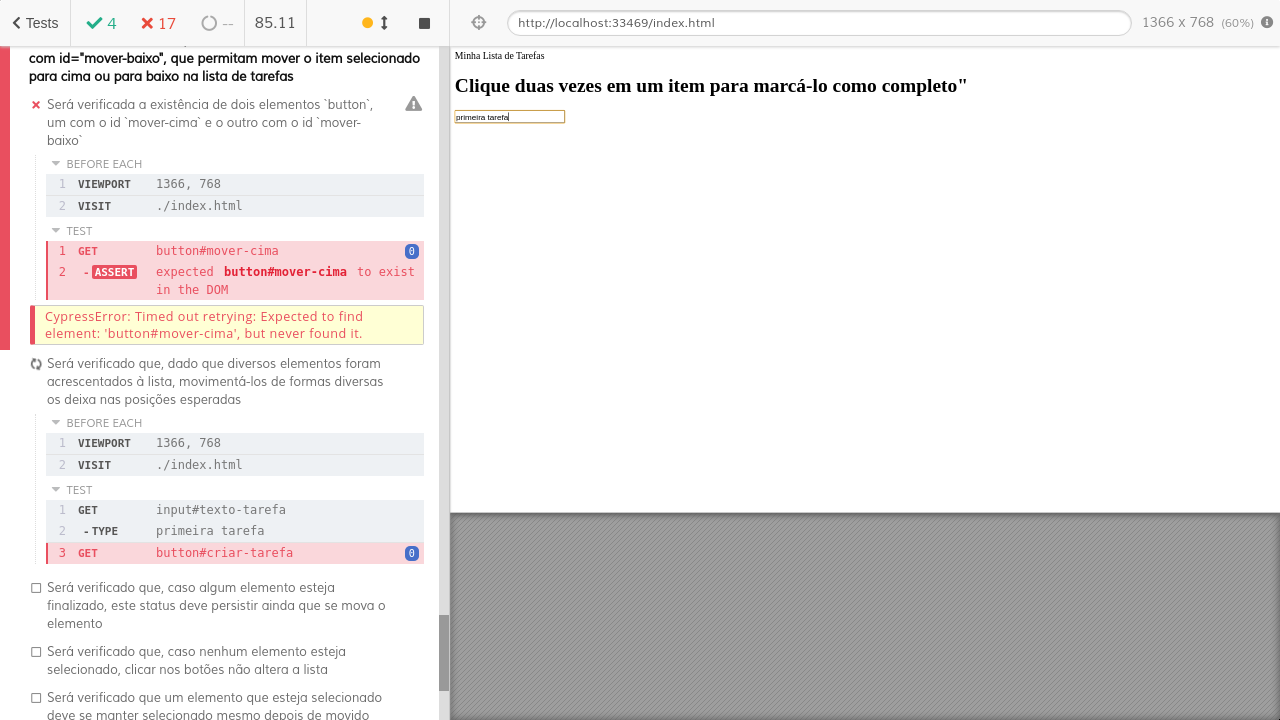 Tests
4
17
--
85.11
http://localhost:33469/index.html
1366 x 768 (60%)
com id="mover-baixo", que permitam mover o item selecionado
para cima ou para baixo na lista de tarefas
Será verificada a existência de dois elementos `button`,
um com o id `mover-cima` e o outro com o id `mover-
baixo`
BEFORE EACH
1 VIEWPORT 1366, 768
2 VISIT ./index.html
TEST
1 GET button#mover-cima 0
2 -ASSERT expected button#mover-cima to exist
in the DOM
CypressError: Timed out retrying: Expected to find
element: 'button#mover-cima', but never found it.
Será verificado que, dado que diversos elementos foram
acrescentados à lista, movimentá-los de formas diversas
os deixa nas posições esperadas
BEFORE EACH
1 VIEWPORT 1366, 768
2 VISIT ./index.html
TEST
1 GET input#texto-tarefa
2 -TYPE primeira tarefa
3 GET button#criar-tarefa 0
Será verificado que, caso algum elemento esteja
finalizado, este status deve persistir ainda que se mova o
elemento
Será verificado que, caso nenhum elemento esteja
selecionado, clicar nos botões não altera a lista
Será verificado que um elemento que esteja selecionado
deve se manter selecionado mesmo depois de movido
Minha Lista de Tarefas
Clique duas vezes em um item para marcá-lo como completo"
primeira tarefa